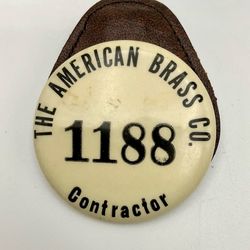 THE AMERICAN BRASS CO.
1188
Contractor